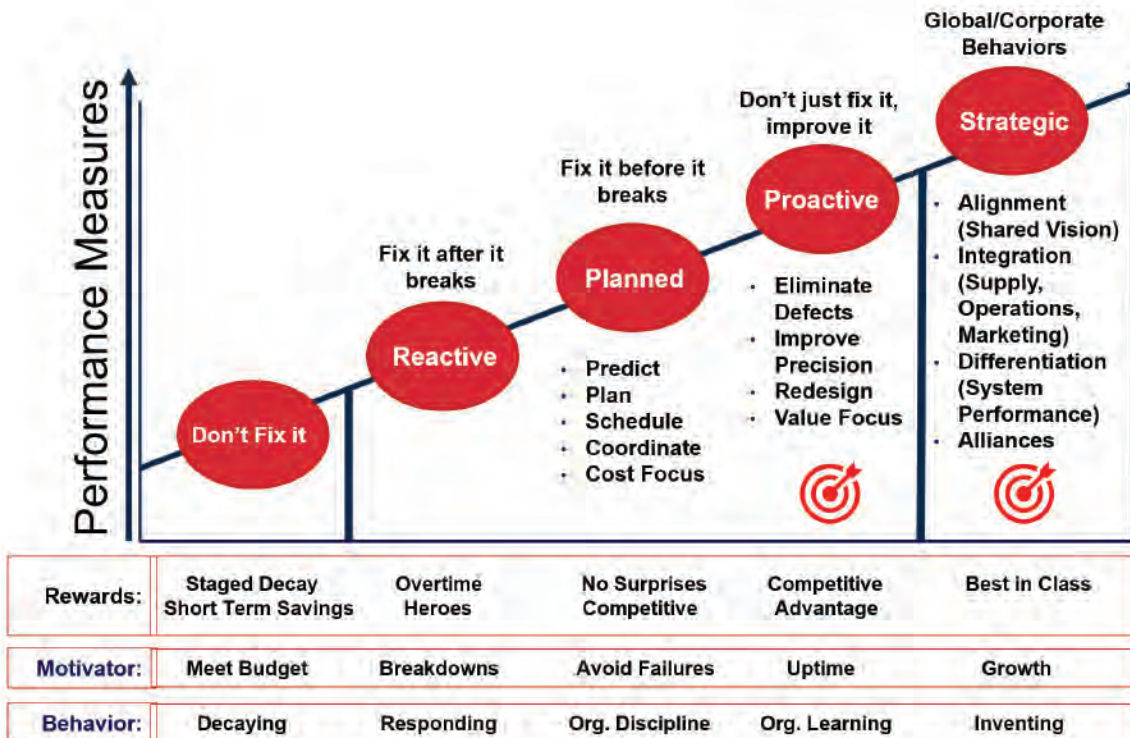 Performance Measures
Don't Fix it
Fix it after it
breaks
Reactive
Fix it before it
breaks
Planned
• Predict
• Plan
• Schedule
• Coordinate
• Cost Focus
Don't just fix it,
improve it
Proactive
• Eliminate
Defects
• Improve
Precision
• Redesign
• Value Focus
Global/Corporate
Behaviors
Strategic
• Alignment
(Shared Vision)
• Integration
(Supply,
Operations,
Marketing)
• Differentiation
(System
Performance)
• Alliances
Rewards:
Staged Decay
Short Term Savings
Overtime
Heroes
No Surprises
Competitive
Competitive
Advantage
Best in Class
Motivator:
Meet Budget
Breakdowns
Avoid Failures
Uptime
Growth
Behavior:
Decaying
Responding
Org. Discipline
Org. Learning
Inventing